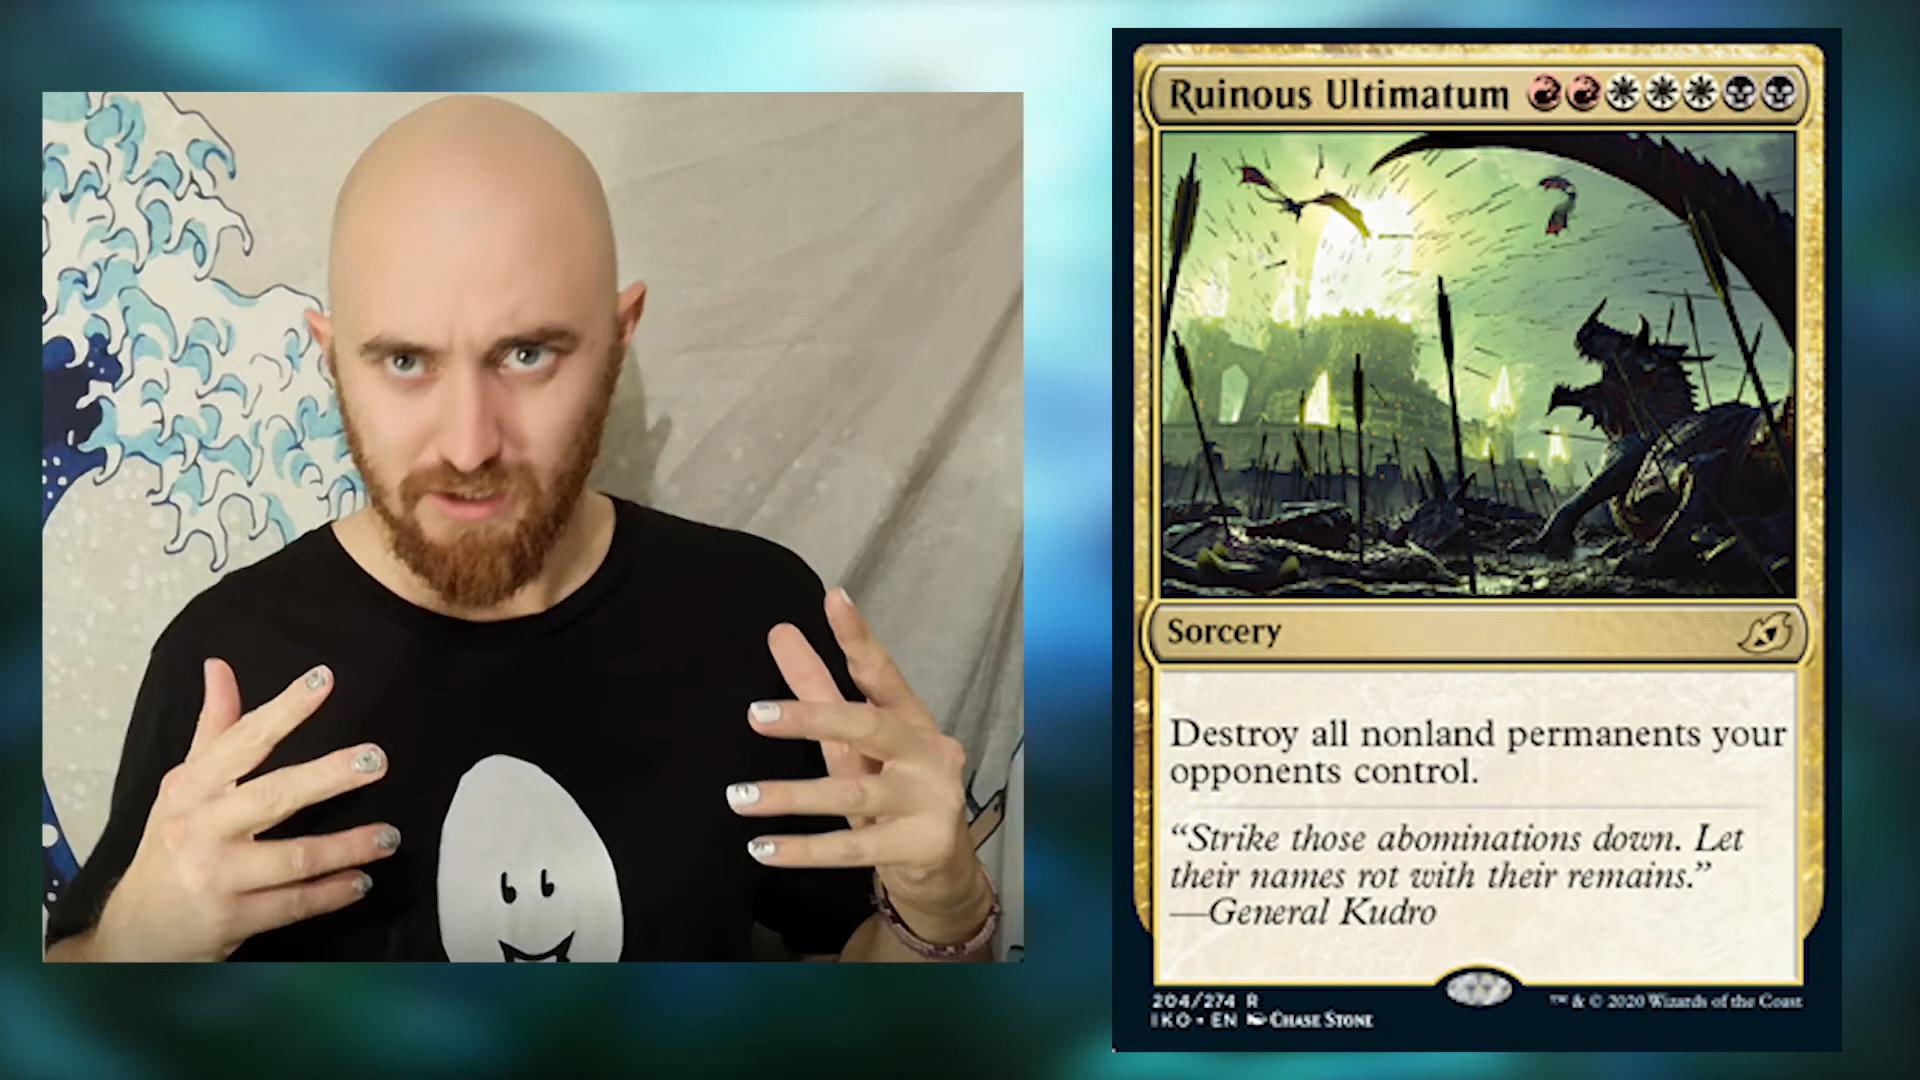 Ruinous Ultimatum
Sorcery
Destroy all nonland permanents your
opponents control.
“Strike those abominations down. Let
their names rot with their remains.”
—General Kudro
204/274 R
IKO • EN CHASE STONE
™ & © 2020 Wizards of the Coast